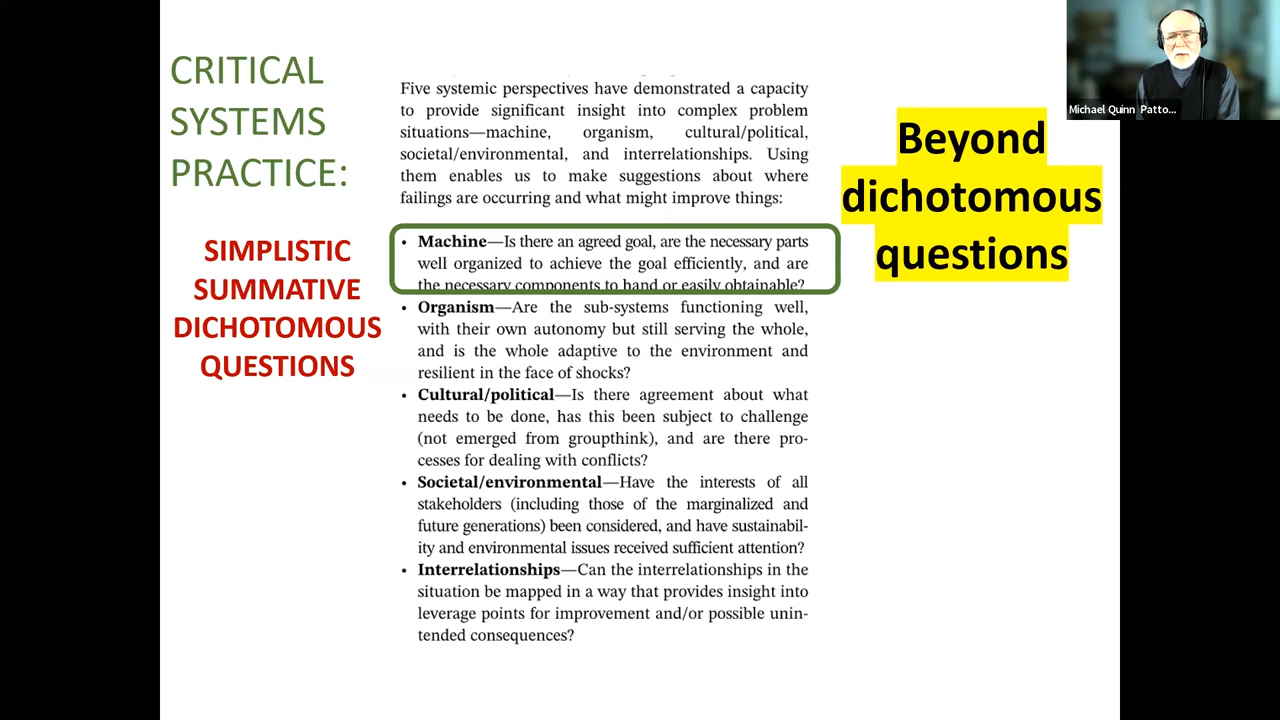 CRITICAL
SYSTEMS
PRACTICE:
SIMPLISTIC
SUMMATIVE
DICHOTOMOUS
QUESTIONS
Five systemic perspectives have demonstrated a capacity
to provide significant insight into complex problem
situations—machine, organism, cultural/political,
societal/environmental, and interrelationships. Using
them enables us to make suggestions about where
failings are occurring and what might improve things:
• Machine—Is there an agreed goal, are the necessary parts
well organized to achieve the goal efficiently, and are
the necessary components to hand or easily obtainable?
• Organism—Are the sub-systems functioning well,
with their own autonomy but still serving the whole,
and is the whole adaptive to the environment and
resilient in the face of shocks?
• Cultural/political—Is there agreement about what
needs to be done, has this been subject to challenge
(not emerged from groupthink), and are there pro-
cesses for dealing with conflicts?
• Societal/environmental—Have the interests of all
stakeholders (including those of the marginalized and
future generations) been considered, and have sustainabil-
ity and environmental issues received sufficient attention?
• Interrelationships—Can the interrelationships in the
situation be mapped in a way that provides insight into
leverage points for improvement and/or possible unin-
tended consequences?
Beyond
dichotomous
questions
Michael Quinn Patto...